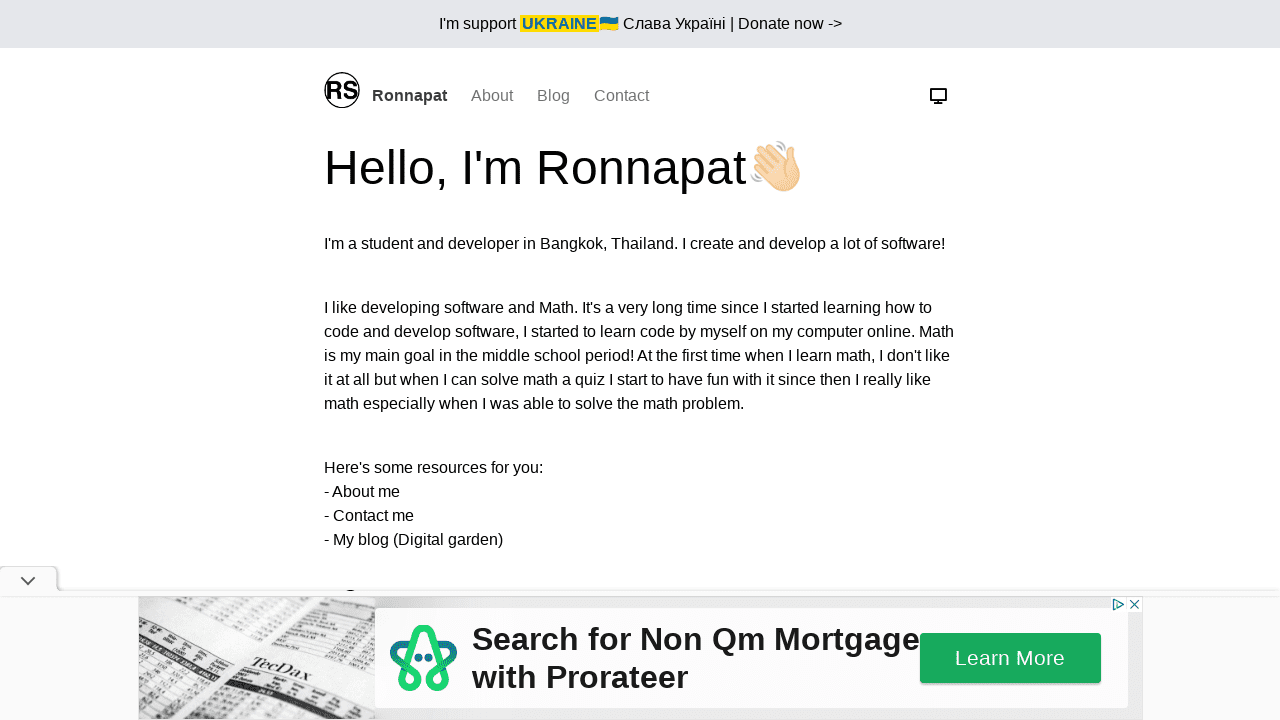 I'm support UKRAINE🇺🇦 Слава Україні | Donate now ->
RS Ronnapat About Blog Contact
Hello, I'm Ronnapat👋🏻
I'm a student and developer in Bangkok, Thailand. I create and develop a lot of software!
I like developing software and Math. It's a very long time since I started learning how to
code and develop software, I started to learn code by myself on my computer online. Math
is my main goal in the middle school period! At the first time when I learn math, I don't like
it at all but when I can solve math a quiz I start to have fun with it since then I really like
math especially when I was able to solve the math problem.
Here's some resources for you:
- About me
- Contact me
- My blog (Digital garden)
TecDax
Search for Non Qm Mortgage
with Prorateer
Learn More